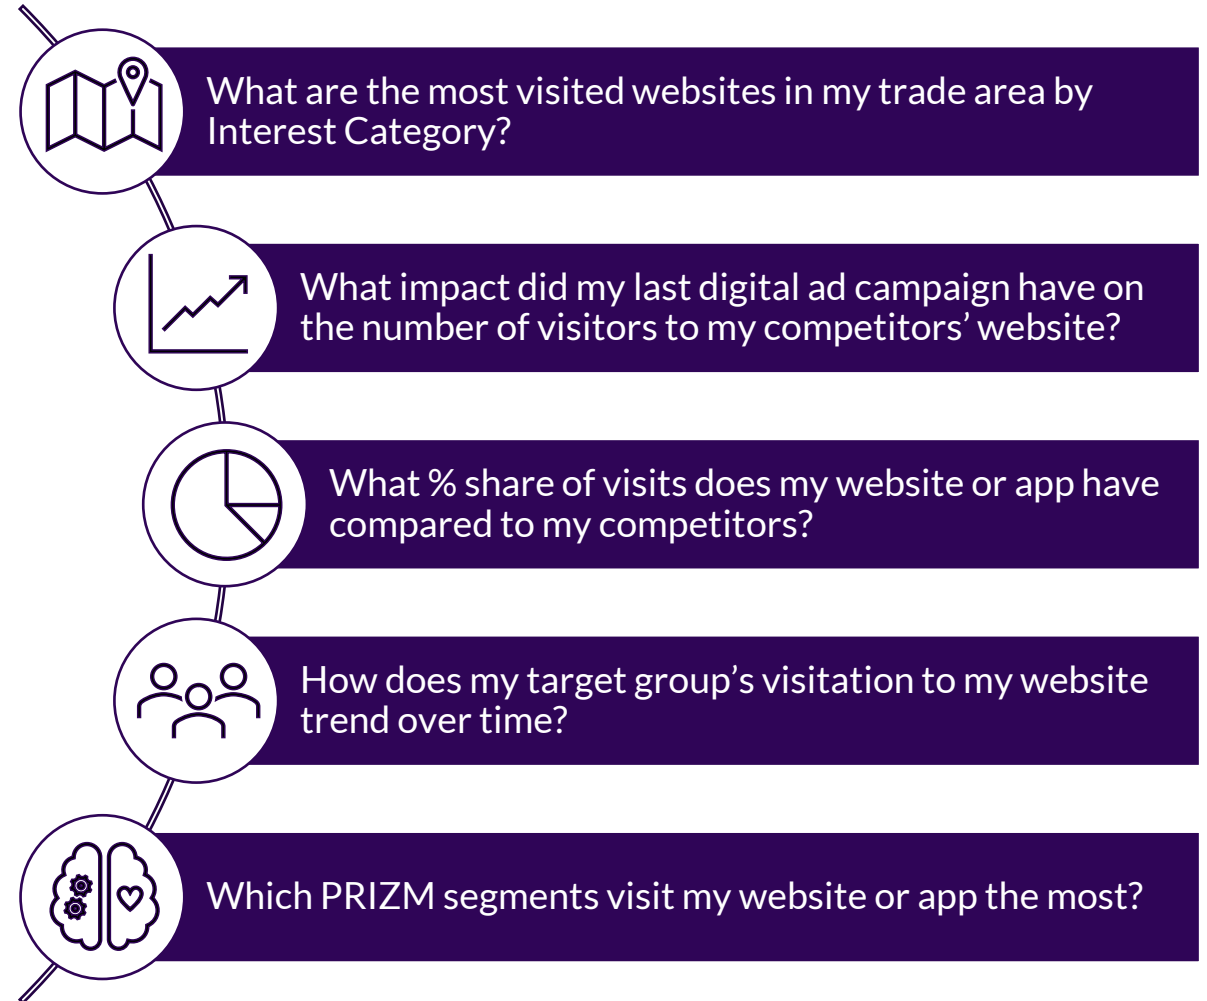 What are the most visited websites in my trade area by
Interest Category?
What impact did my last digital ad campaign have on
the number of visitors to my competitors’ website?
What % share of visits does my website or app have
compared to my competitors?
How does my target group’s visitation to my website
trend over time?
Which PRIZM segments visit my website or app the most?